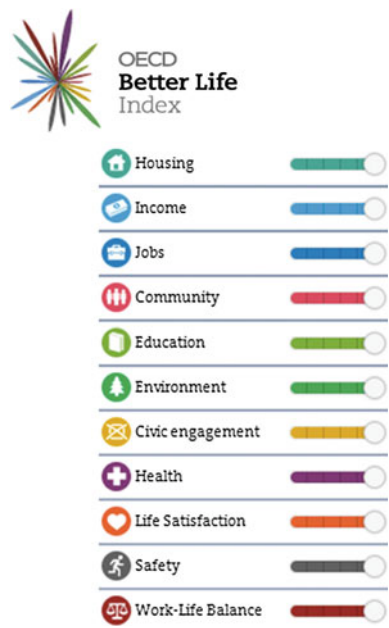 OECD
Better Life
Index
Housing
Income
Jobs
Community
Education
Environment
Civic engagement
Health
Life Satisfaction
Safety
Work-Life Balance